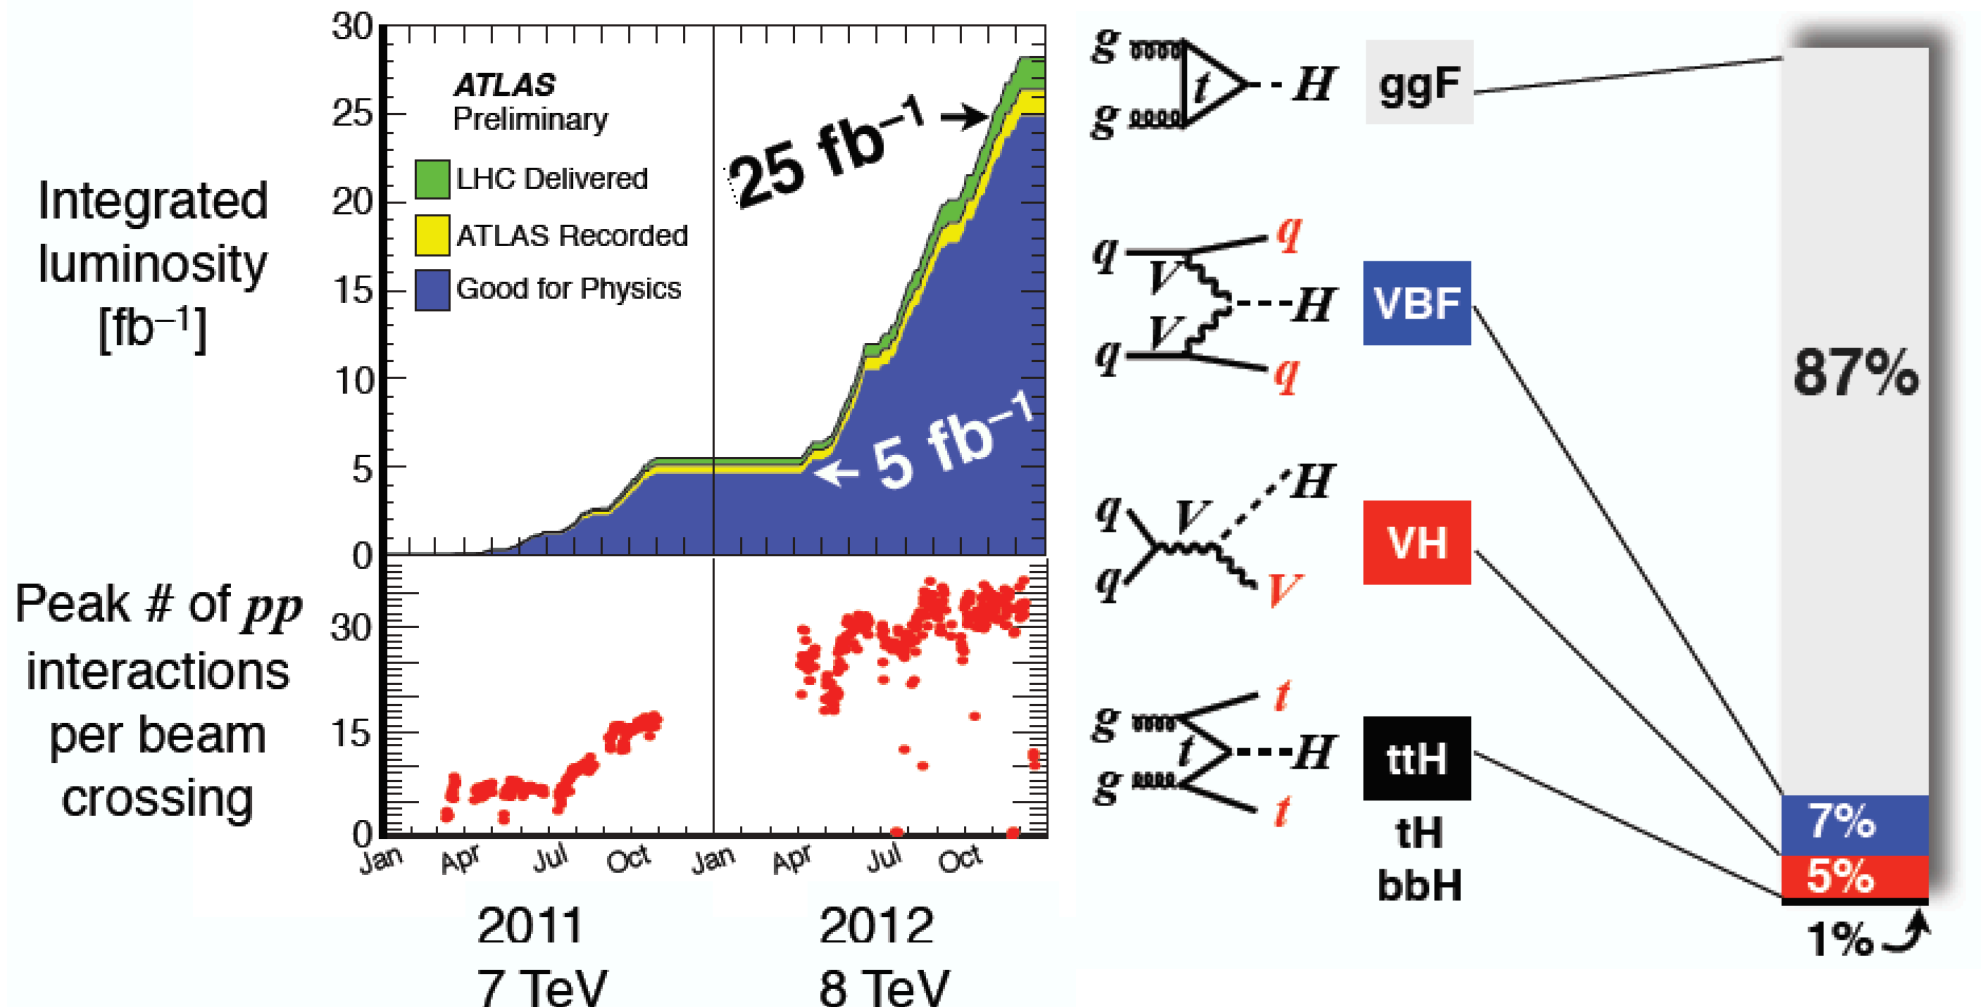 Integrated
luminosity
[fb⁻¹]
30
25
20
15
10
5
0
ATLAS
Preliminary
LHC Delivered
ATLAS Recorded
Good for Physics
25 fb⁻¹
5 fb⁻¹
Peak # of pp
interactions
per beam
crossing
30
15
0
Jan Apr Jul Oct Jan Apr Jul Oct
2011 2012
7 TeV 8 TeV
g
t H
g
ggF
q q
V
H
V
q q
VBF
H
q V
q V
VH
g t
t H
g t
ttH
tH
bbH
87%
7%
5%
1%